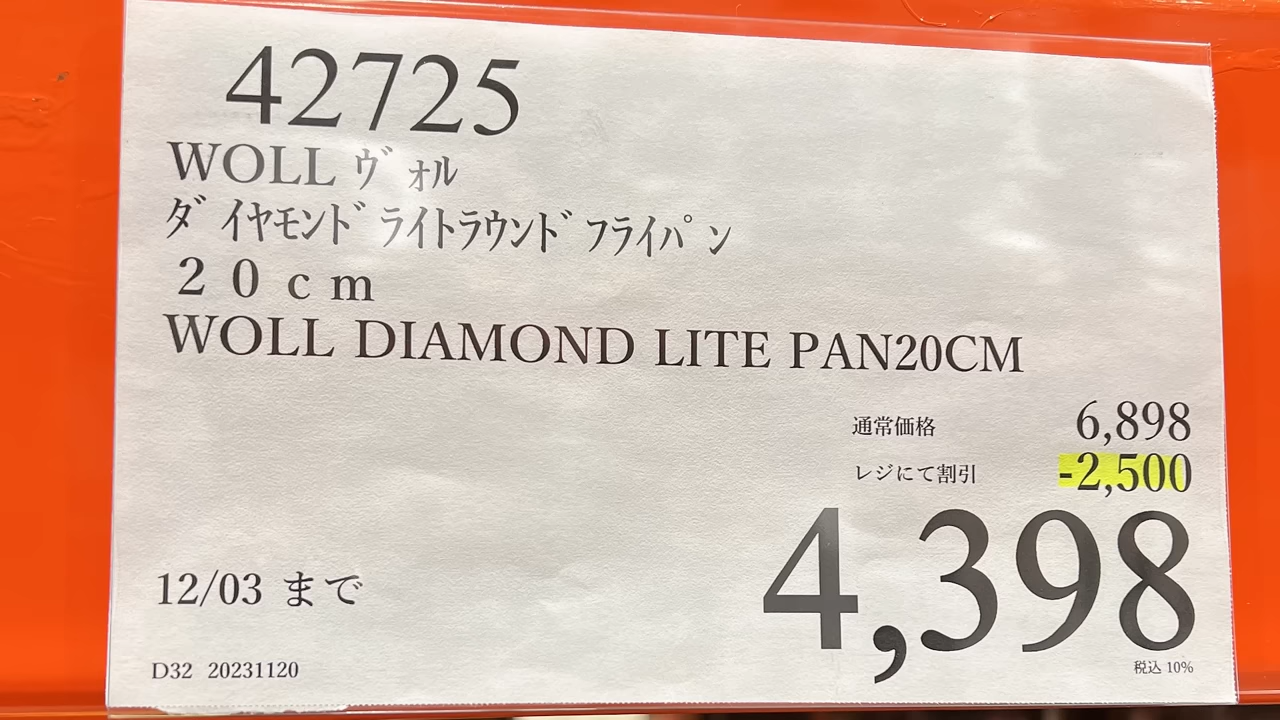 42725
WOLL ｳﾞｫﾙ
ﾀﾞｲﾔﾓﾝﾄﾞﾗｲﾄﾗｳﾝﾄﾞﾌﾗｲﾊﾟﾝ
２０ｃｍ
WOLL DIAMOND LITE PAN20CM
通常価格 6,898
レジにて割引 -2,500
4,398
12/03 まで
税込 10%
D32 20231120